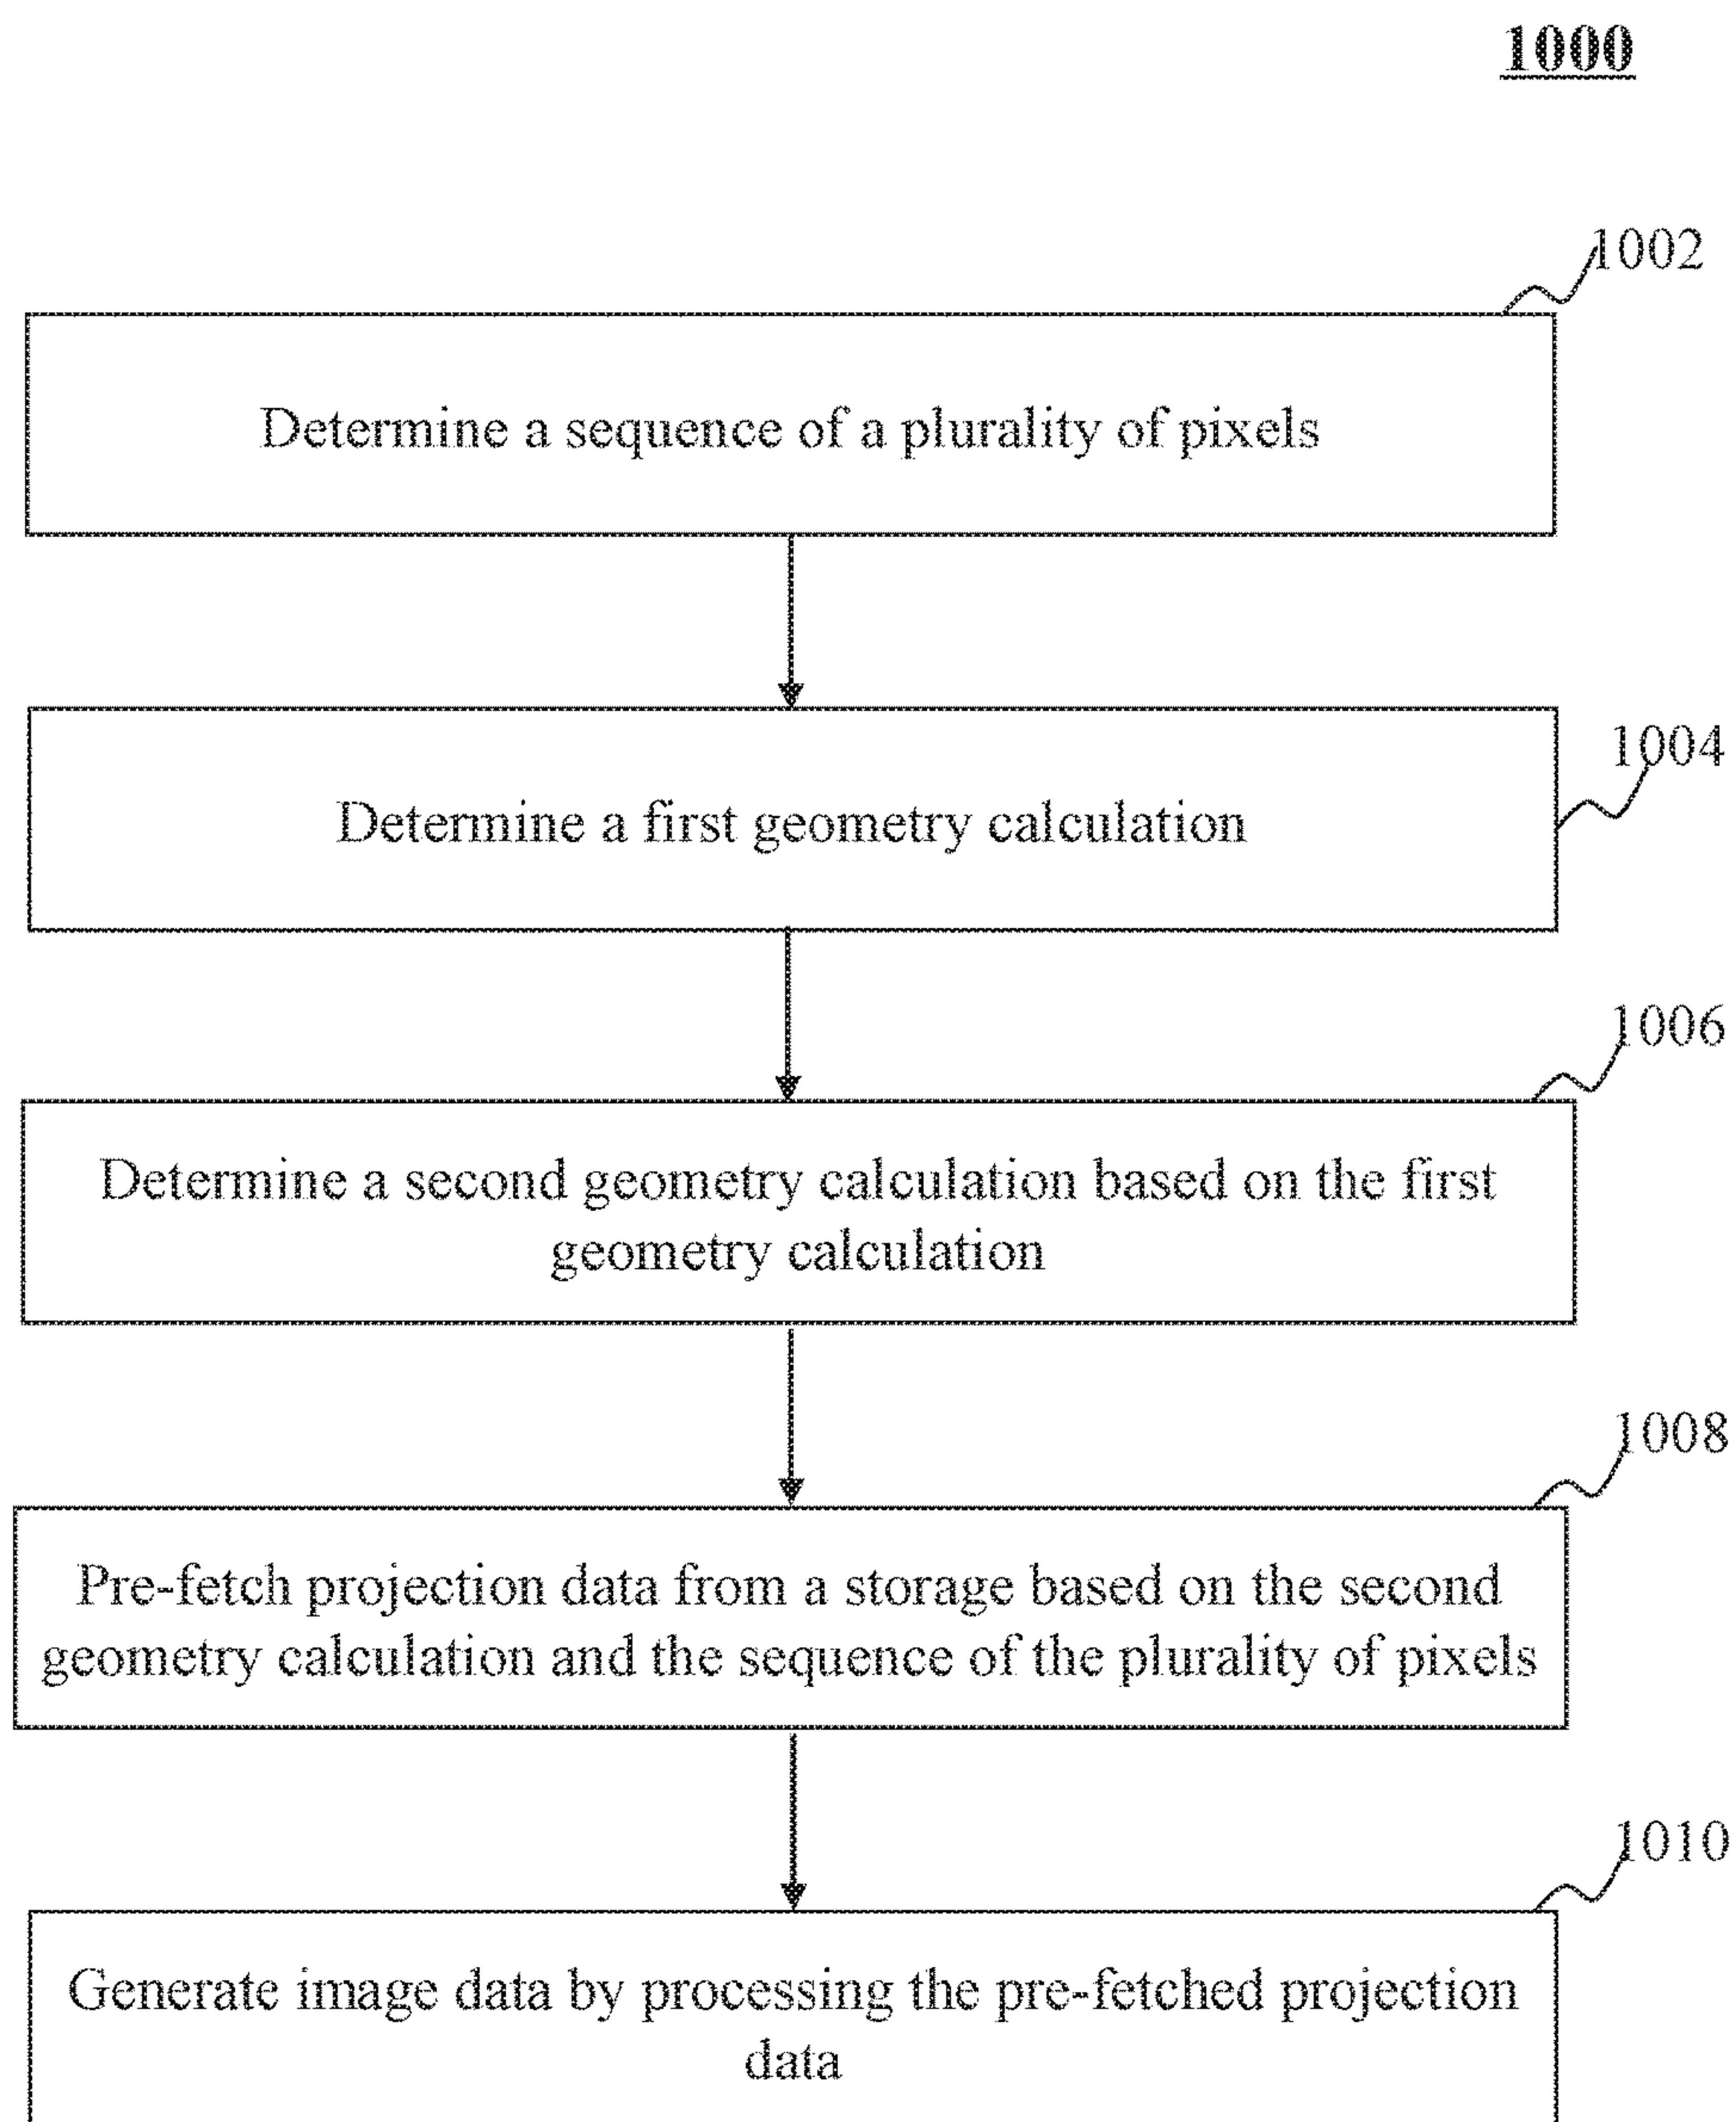 1000
1002
Determine a sequence of a plurality of pixels
1004
Determine a first geometry calculation
1006
Determine a second geometry calculation based on the first
geometry calculation
1008
Pre-fetch projection data from a storage based on the second
geometry calculation and the sequence of the plurality of pixels
1010
Generate image data by processing the pre-fetched projection
data